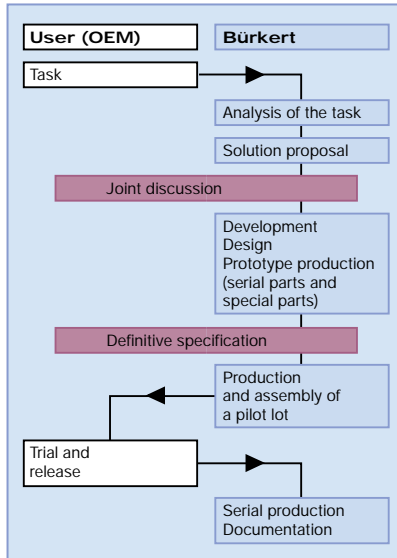 User (OEM)
Bürkert
Task
Analysis of the task
Solution proposal
Joint discussion
Development
Design
Prototype production
(serial parts and
special parts)
Definitive specification
Production
and assembly of
a pilot lot
Trial and
release
Serial production
Documentation